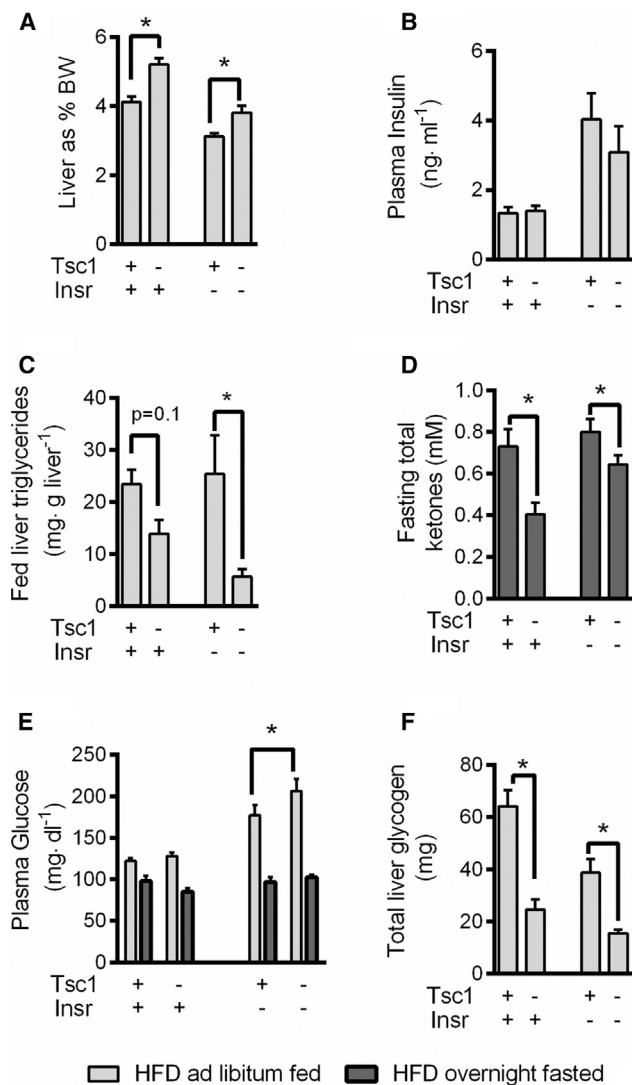 A
B
Liver as % BW
6
4
2
0
*
*
Tsc1 + - + -
Insr + + - -
Plasma Insulin
(ng· ml-1)
6
4
2
0
Tsc1 + - + -
Insr + + - -
C
D
Fed liver triglycerides
(mg· g liver-1)
40
30
20
10
0
p=0.1
*
Tsc1 + - + -
Insr + + - -
Fasting total
ketones (mM)
1.0
0.8
0.6
0.4
0.2
0.0
*
*
Tsc1 + - + -
Insr + + - -
E
F
Plasma Glucose
(mg· dl-1)
250
200
150
100
50
0
*
Tsc1 + - + -
Insr + + - -
Total liver glycogen
(mg)
80
60
40
20
0
*
*
Tsc1 + - + -
Insr + + - -
HFD ad libitum fed HFD overnight fasted